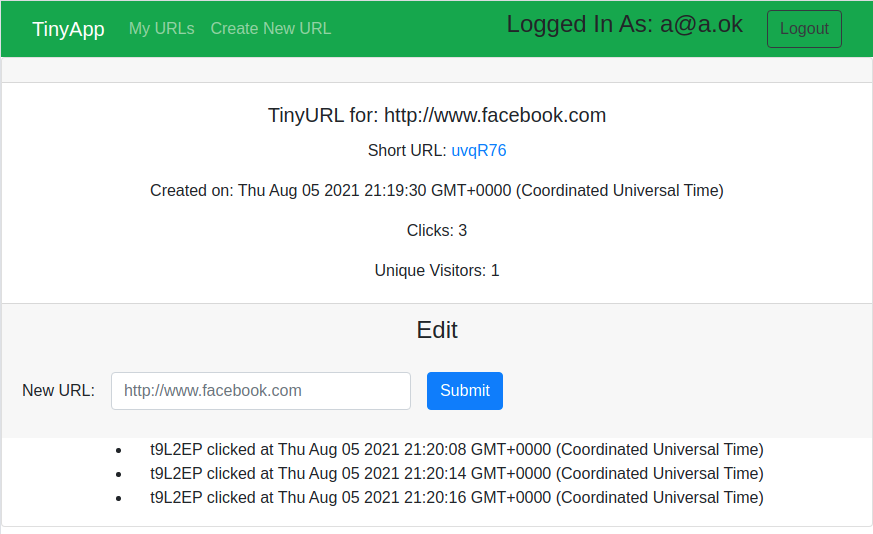 TinyApp My URLs Create New URL Logged In As: a@a.ok Logout
TinyURL for: http://www.facebook.com
Short URL: uvqR76
Created on: Thu Aug 05 2021 21:19:30 GMT+0000 (Coordinated Universal Time)
Clicks: 3
Unique Visitors: 1
Edit
New URL: http://www.facebook.com Submit
t9L2EP clicked at Thu Aug 05 2021 21:20:08 GMT+0000 (Coordinated Universal Time)
t9L2EP clicked at Thu Aug 05 2021 21:20:14 GMT+0000 (Coordinated Universal Time)
t9L2EP clicked at Thu Aug 05 2021 21:20:16 GMT+0000 (Coordinated Universal Time)